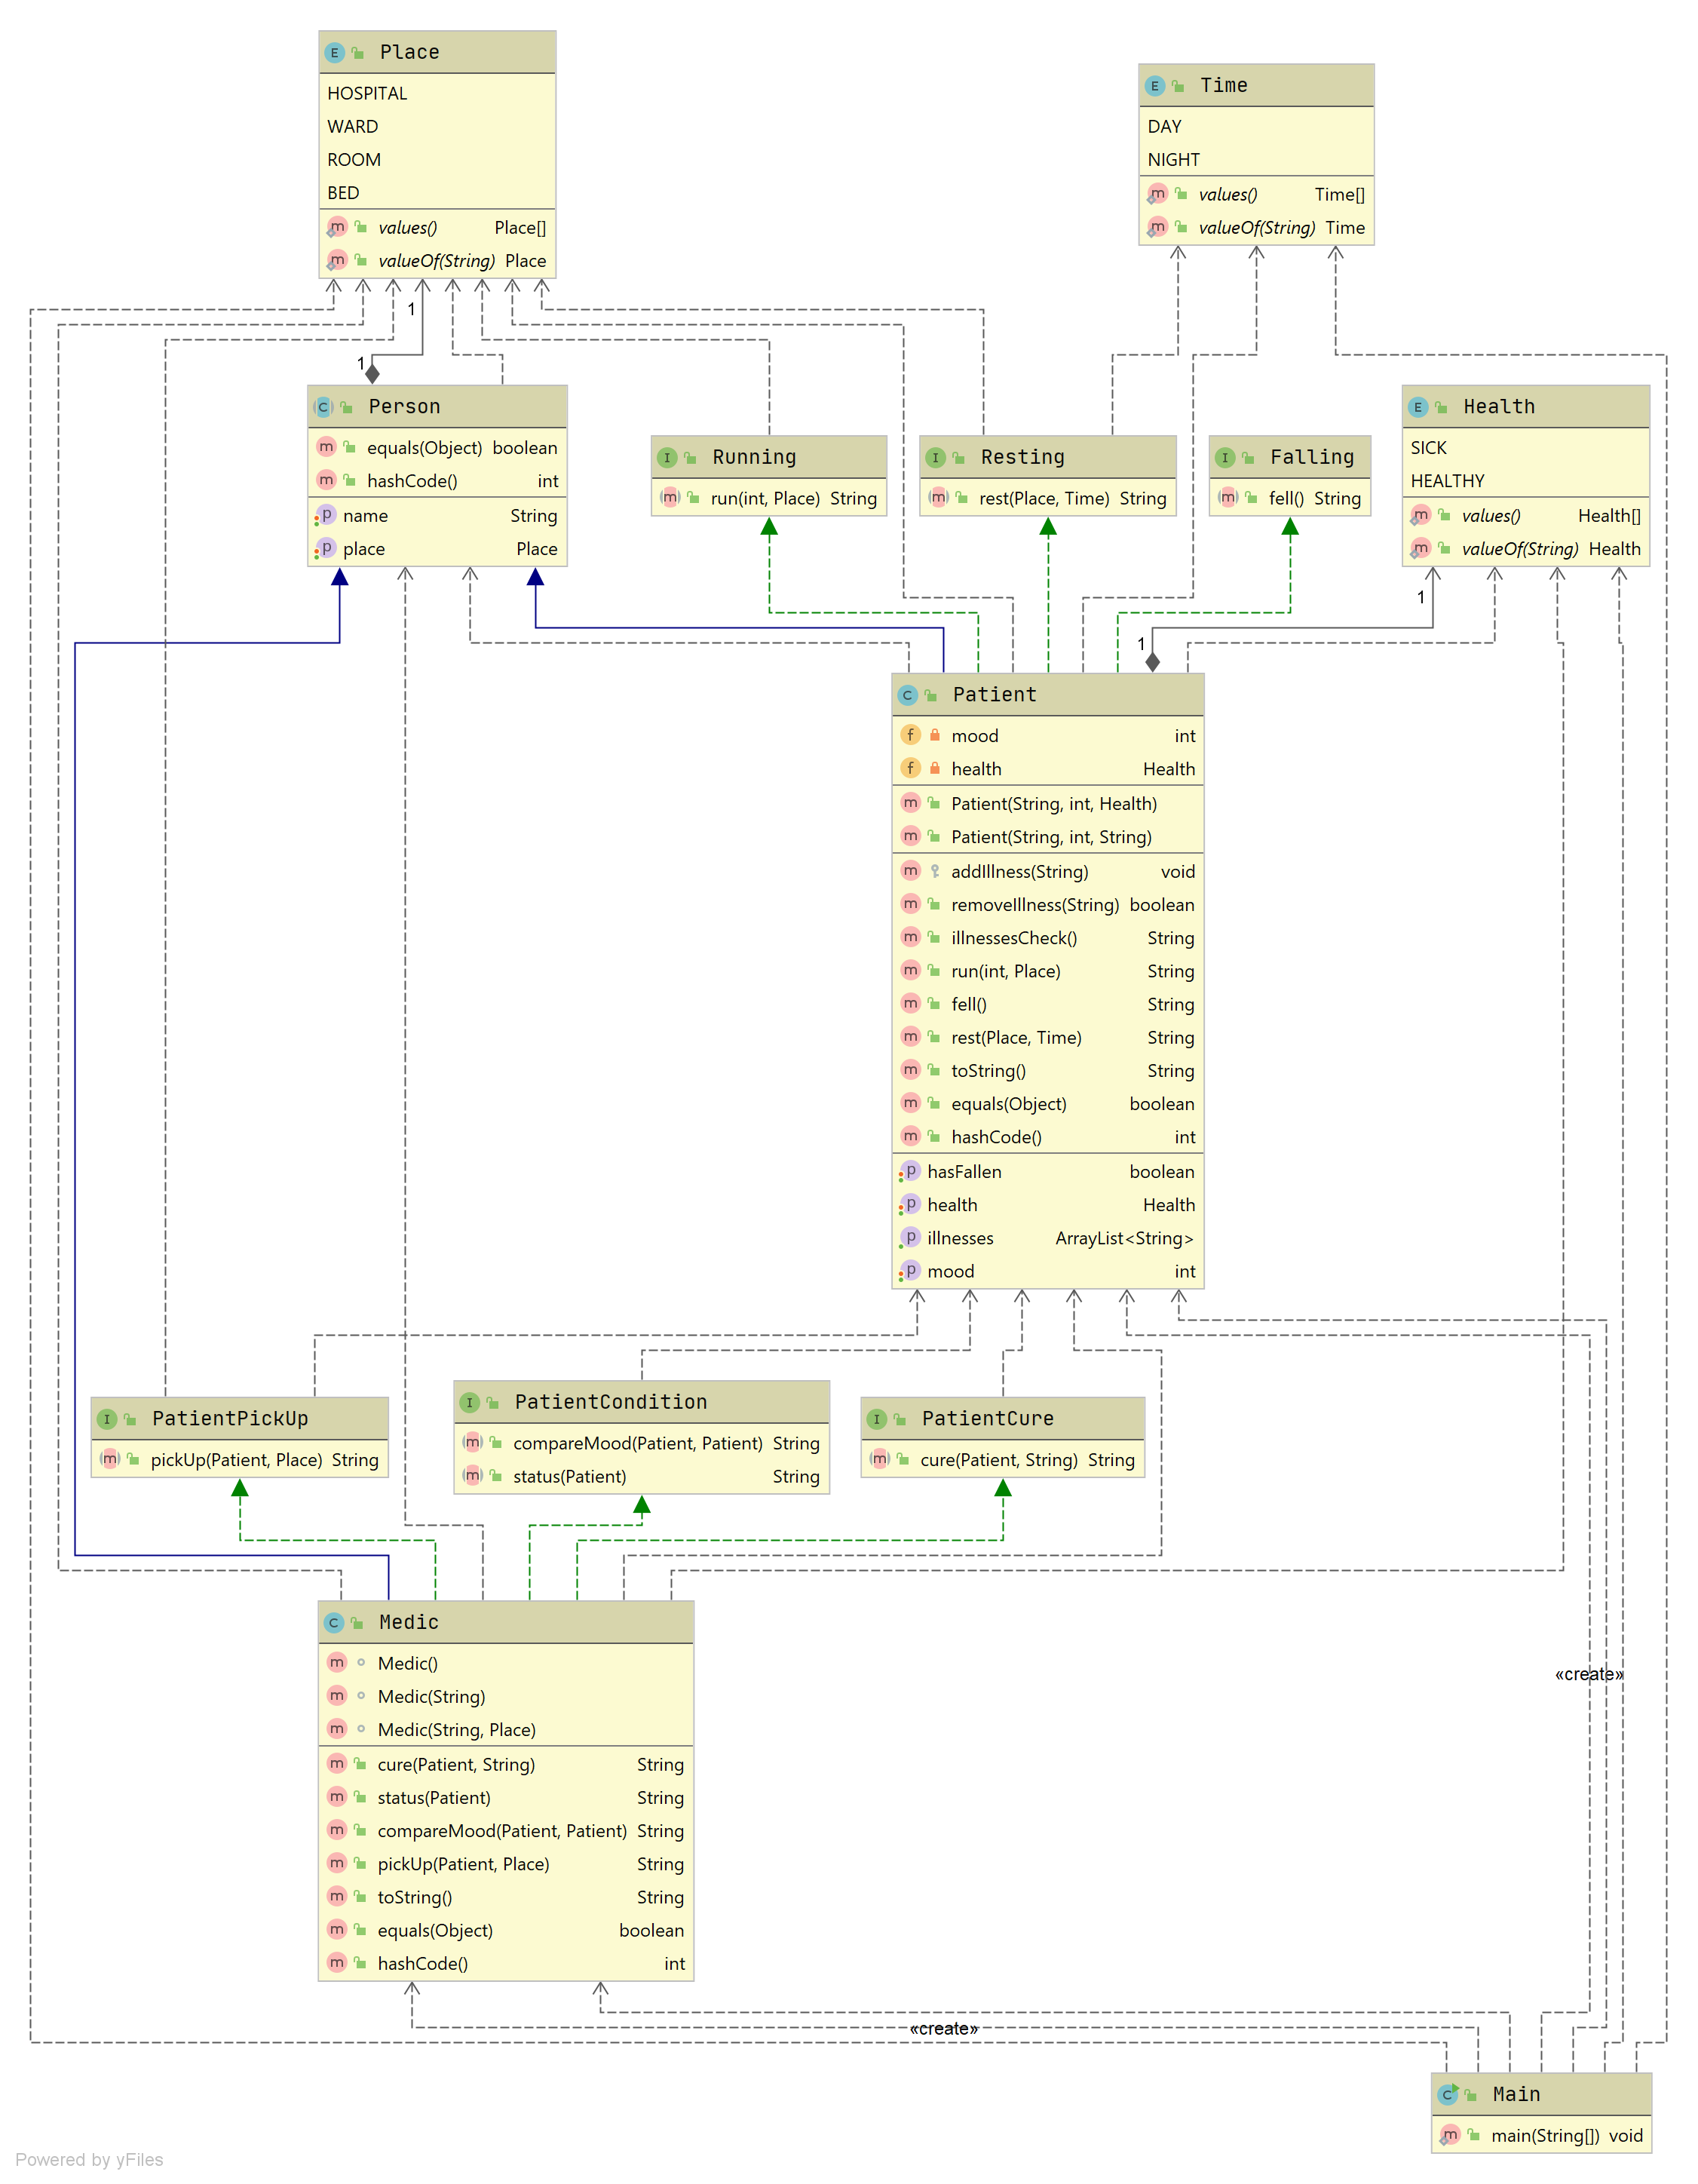 Place
HOSPITAL
WARD
ROOM
BED
values() Place[]
valueOf(String) Place
Time
DAY
NIGHT
values() Time[]
valueOf(String) Time
1
1
Person
equals(Object) boolean
hashCode() int
name String
place Place
Running
run(int, Place) String
Resting
rest(Place, Time) String
Falling
fell() String
Health
SICK
HEALTHY
values() Health[]
valueOf(String) Health
1
1
Patient
mood int
health Health
Patient(String, int, Health)
Patient(String, int, String)
addIllness(String) void
removeIllness(String) boolean
illnessesCheck() String
run(int, Place) String
fell() String
rest(Place, Time) String
toString() String
equals(Object) boolean
hashCode() int
hasFallen boolean
health Health
illnesses ArrayList<String>
mood int
PatientPickUp
pickUp(Patient, Place) String
PatientCondition
compareMood(Patient, Patient) String
status(Patient) String
PatientCure
cure(Patient, String) String
Medic
Medic()
Medic(String)
Medic(String, Place)
cure(Patient, String) String
status(Patient) String
compareMood(Patient, Patient) String
pickUp(Patient, Place) String
toString() String
equals(Object) boolean
hashCode() int
«create»
«create»
Main
main(String[]) void
Powered by yFiles